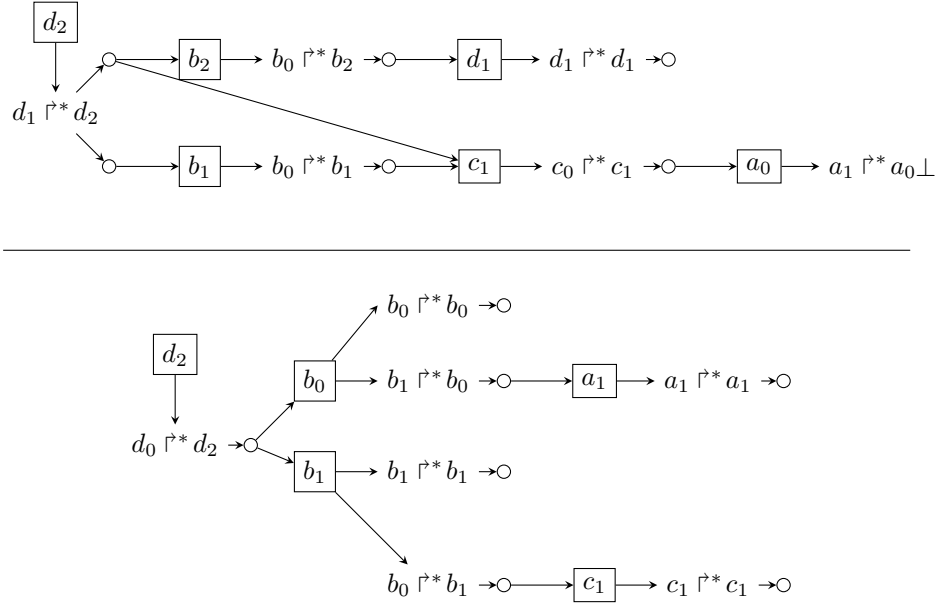 d₂
b₂ b₀ ↱* b₂ d₁ d₁ ↱* d₁
d₁ ↱* d₂
b₁ b₀ ↱* b₁ c₁ c₀ ↱* c₁ a₀ a₁ ↱* a₀⊥
b₀ ↱* b₀
d₂
b₀ b₁ ↱* b₀ a₁ a₁ ↱* a₁
d₀ ↱* d₂
b₁ b₁ ↱* b₁
b₀ ↱* b₁ c₁ c₁ ↱* c₁